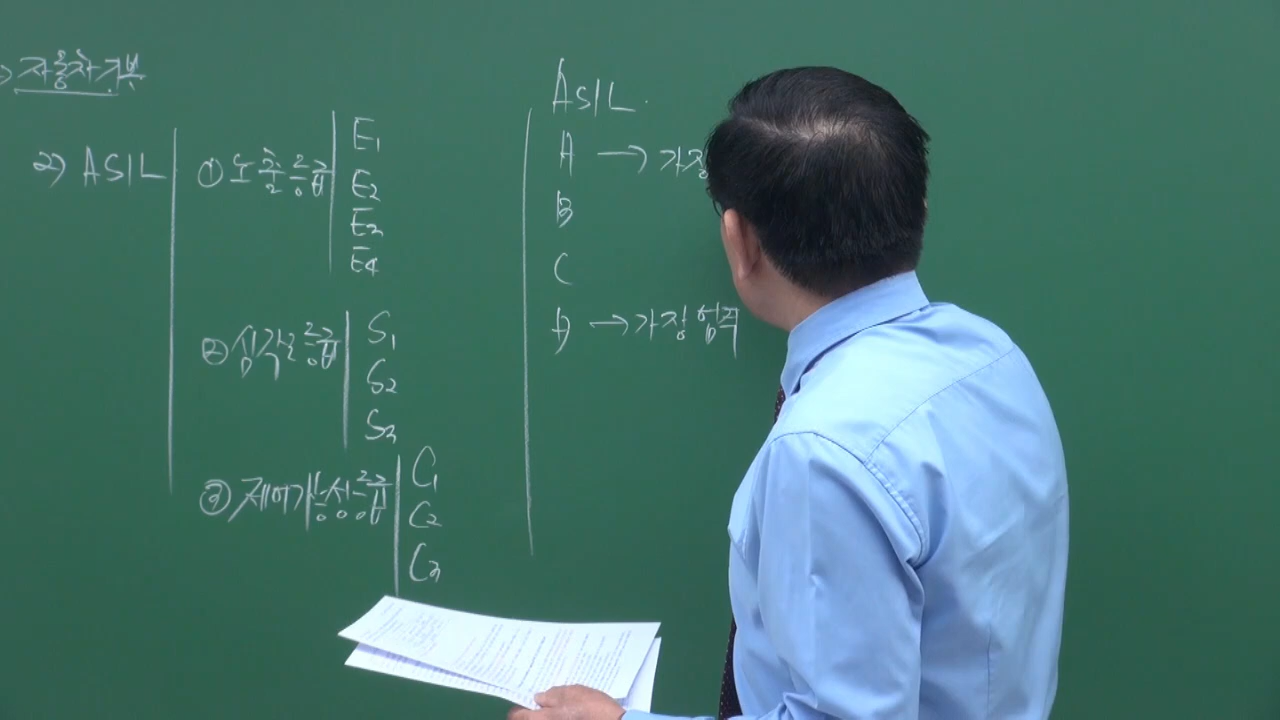 자동차 기본
2) ASIL
① 노출등급
E1
E2
E3
E4
② 심각도등급
S1
S2
S3
③ 제어가능성등급
C1
C2
C3
ASIL
A → 가장
B
C
D → 가장 엄격